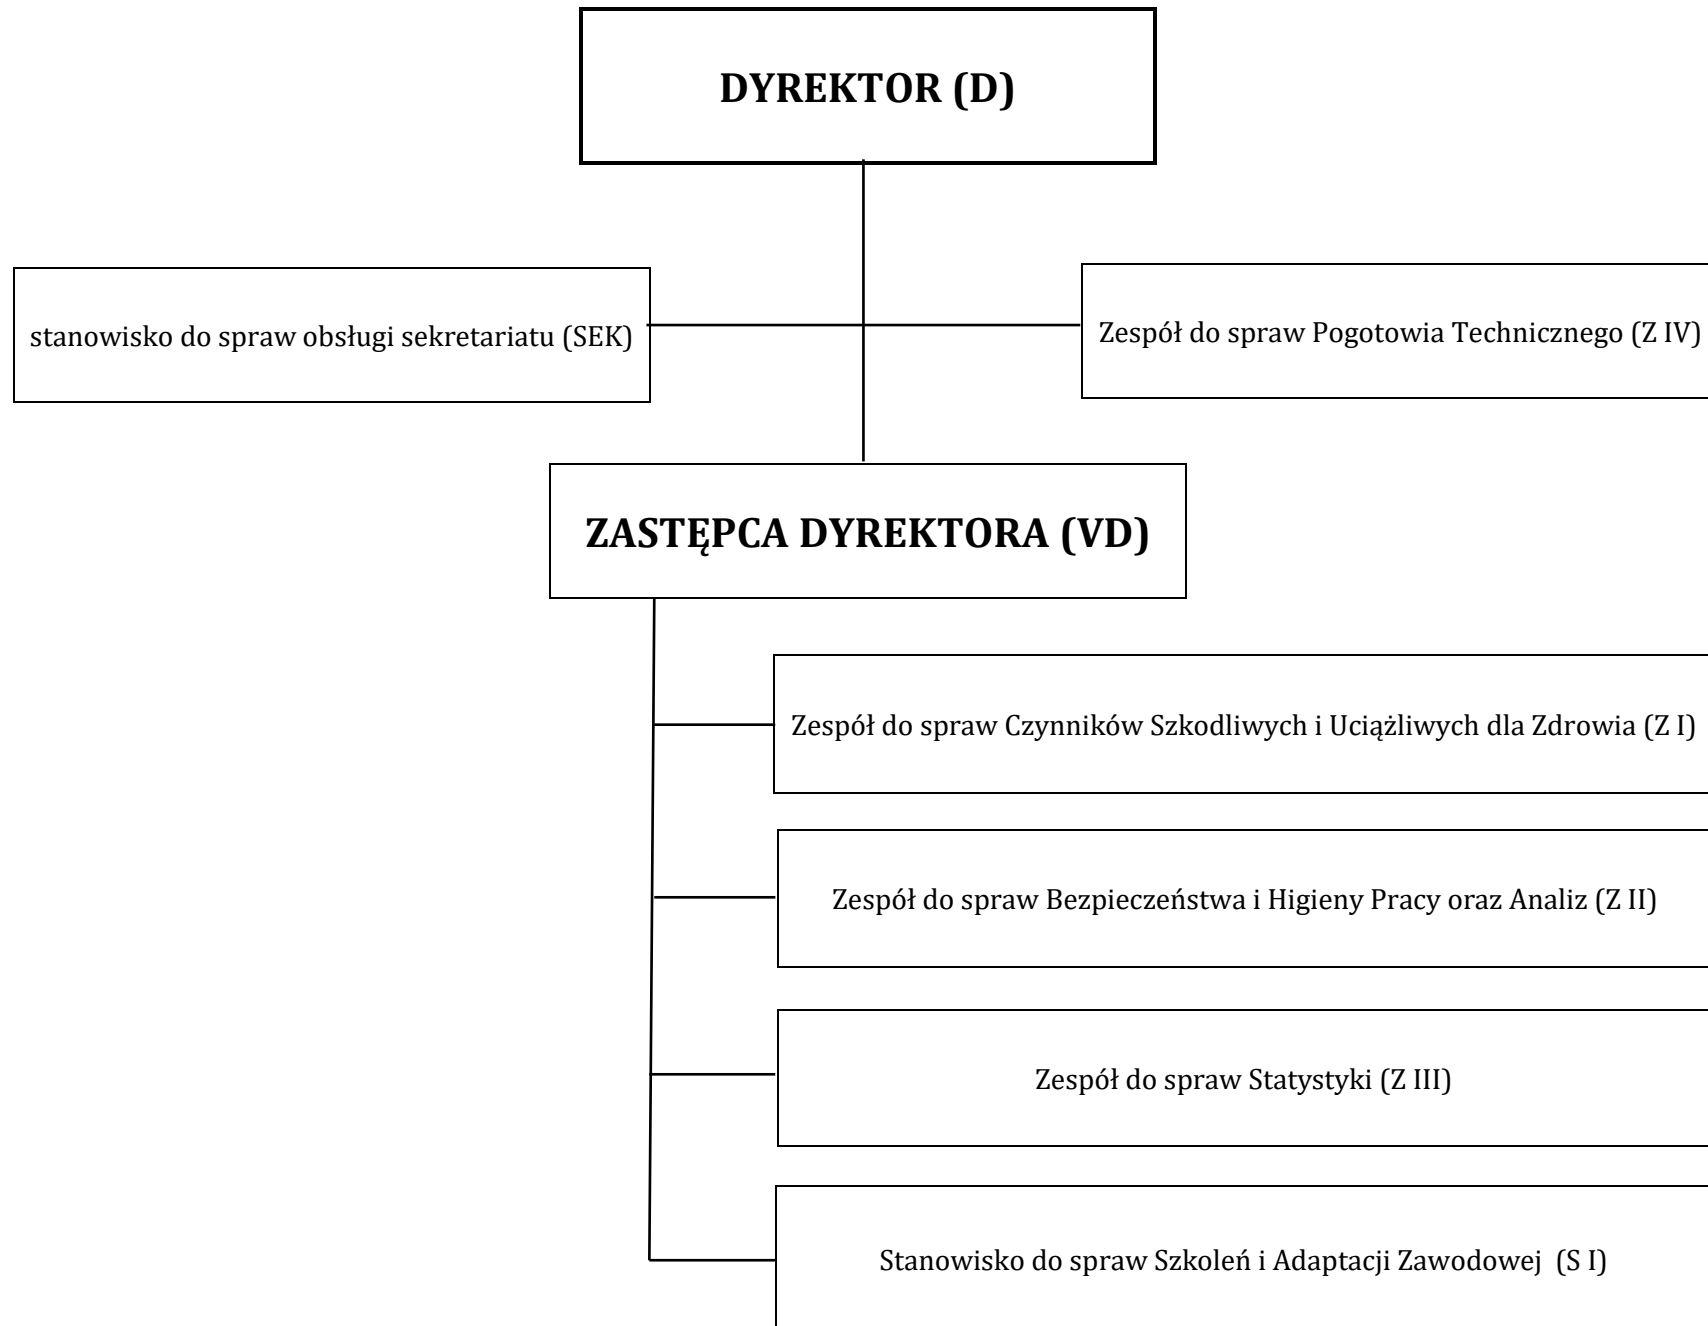 DYREKTOR (D)
stanowisko do spraw obsługi sekretariatu (SEK)
Zespół do spraw Pogotowia Technicznego (Z IV)
ZASTĘPCA DYREKTORA (VD)
Zespół do spraw Czynników Szkodliwych i Uciążliwych dla Zdrowia (Z I)
Zespół do spraw Bezpieczeństwa i Higieny Pracy oraz Analiz (Z II)
Zespół do spraw Statystyki (Z III)
Stanowisko do spraw Szkoleń i Adaptacji Zawodowej  (S I)